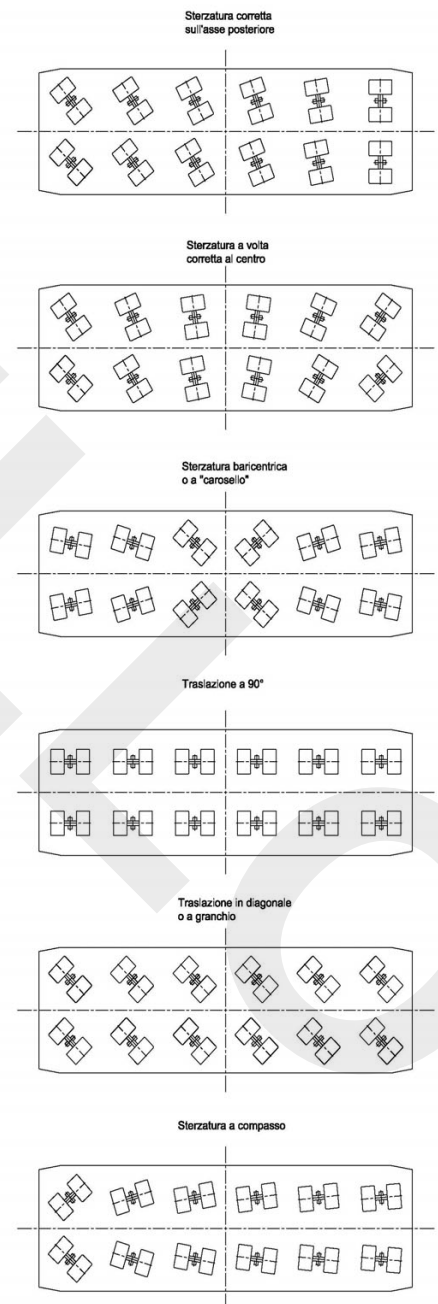 Sterzatura corretta
sull'asse posteriore
Sterzatura a volta
corretta al centro
Sterzatura baricentrica
o a "carosello"
Traslazione a 90°
Traslazione in diagonale
o a granchio
Sterzatura a compasso